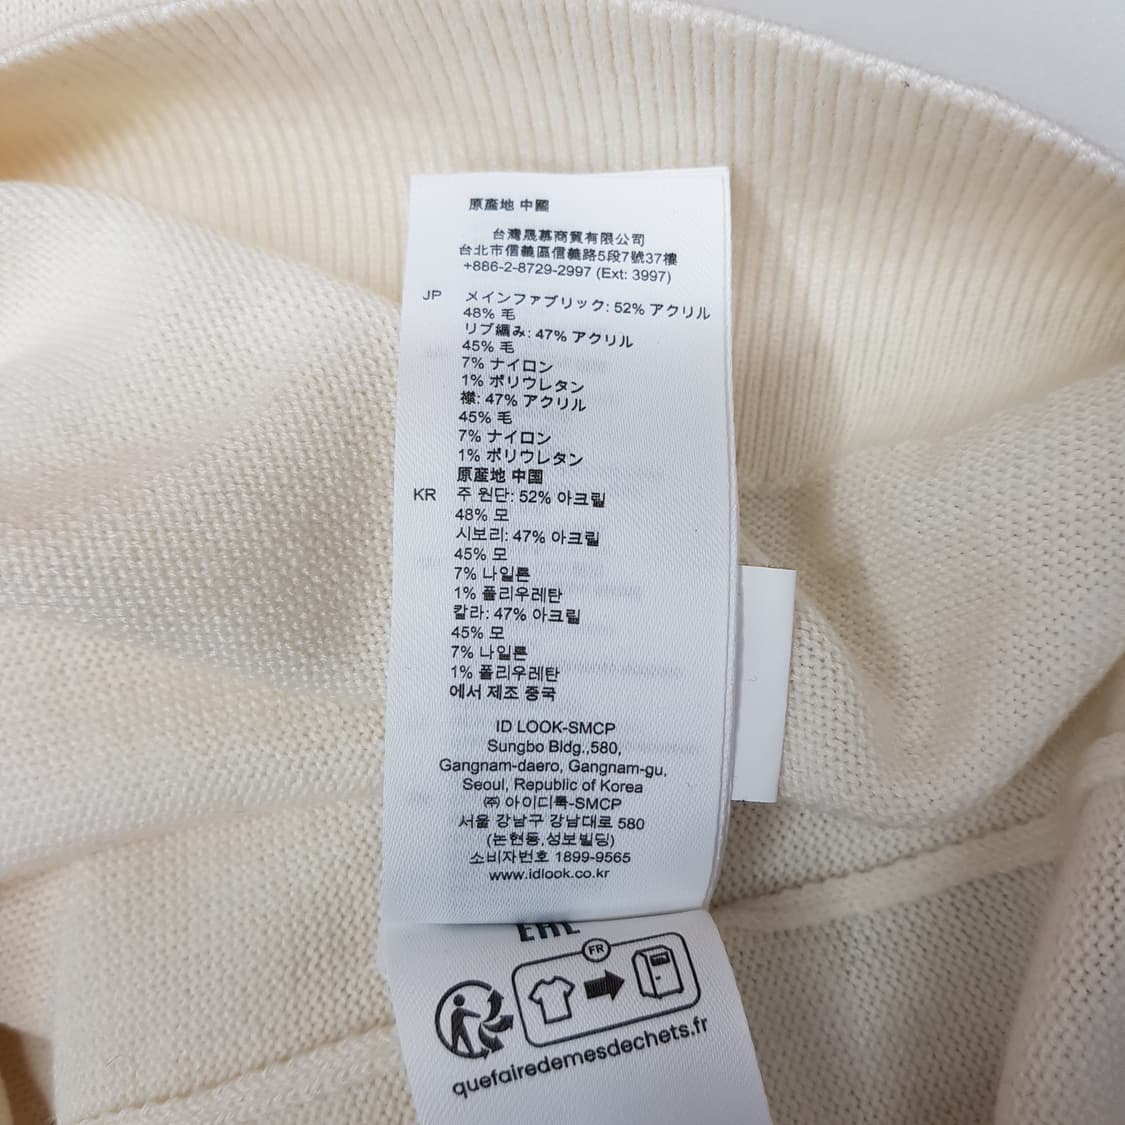 原産地 中國
台灣晟慕商貿有限公司
台北市信義區信義路5段7號37樓
+886-2-8729-2997 (Ext: 3997)
JP メインファブリック: 52% アクリル
48% 毛
リブ編み: 47% アクリル
45% 毛
7% ナイロン
1% ポリウレタン
襟: 47% アクリル
45% 毛
7% ナイロン
1% ポリウレタン
原産地 中国
KR 주 원단: 52% 아크릴
48% 모
시보리: 47% 아크릴
45% 모
7% 나일론
1% 폴리우레탄
칼라: 47% 아크릴
45% 모
7% 나일론
1% 폴리우레탄
에서 제조 중국
ID LOOK-SMCP
Sungbo Bldg.,580,
Gangnam-daero, Gangnam-gu,
Seoul, Republic of Korea
㈜ 아이디룩-SMCP
서울 강남구 강남대로 580
(논현동,성보빌딩)
소비자번호 1899-9565
www.idlook.co.kr
FR
quefairedemesdechets.fr